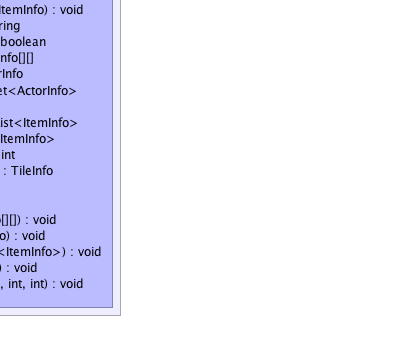 ItemInfo) : void
ring
boolean
nfo[][]
rInfo
et<ActorInfo>
ist<ItemInfo>
ItemInfo>
int
: TileInfo
o[][]) : void
o) : void
<ItemInfo>) : void
) : void
, int, int) : void